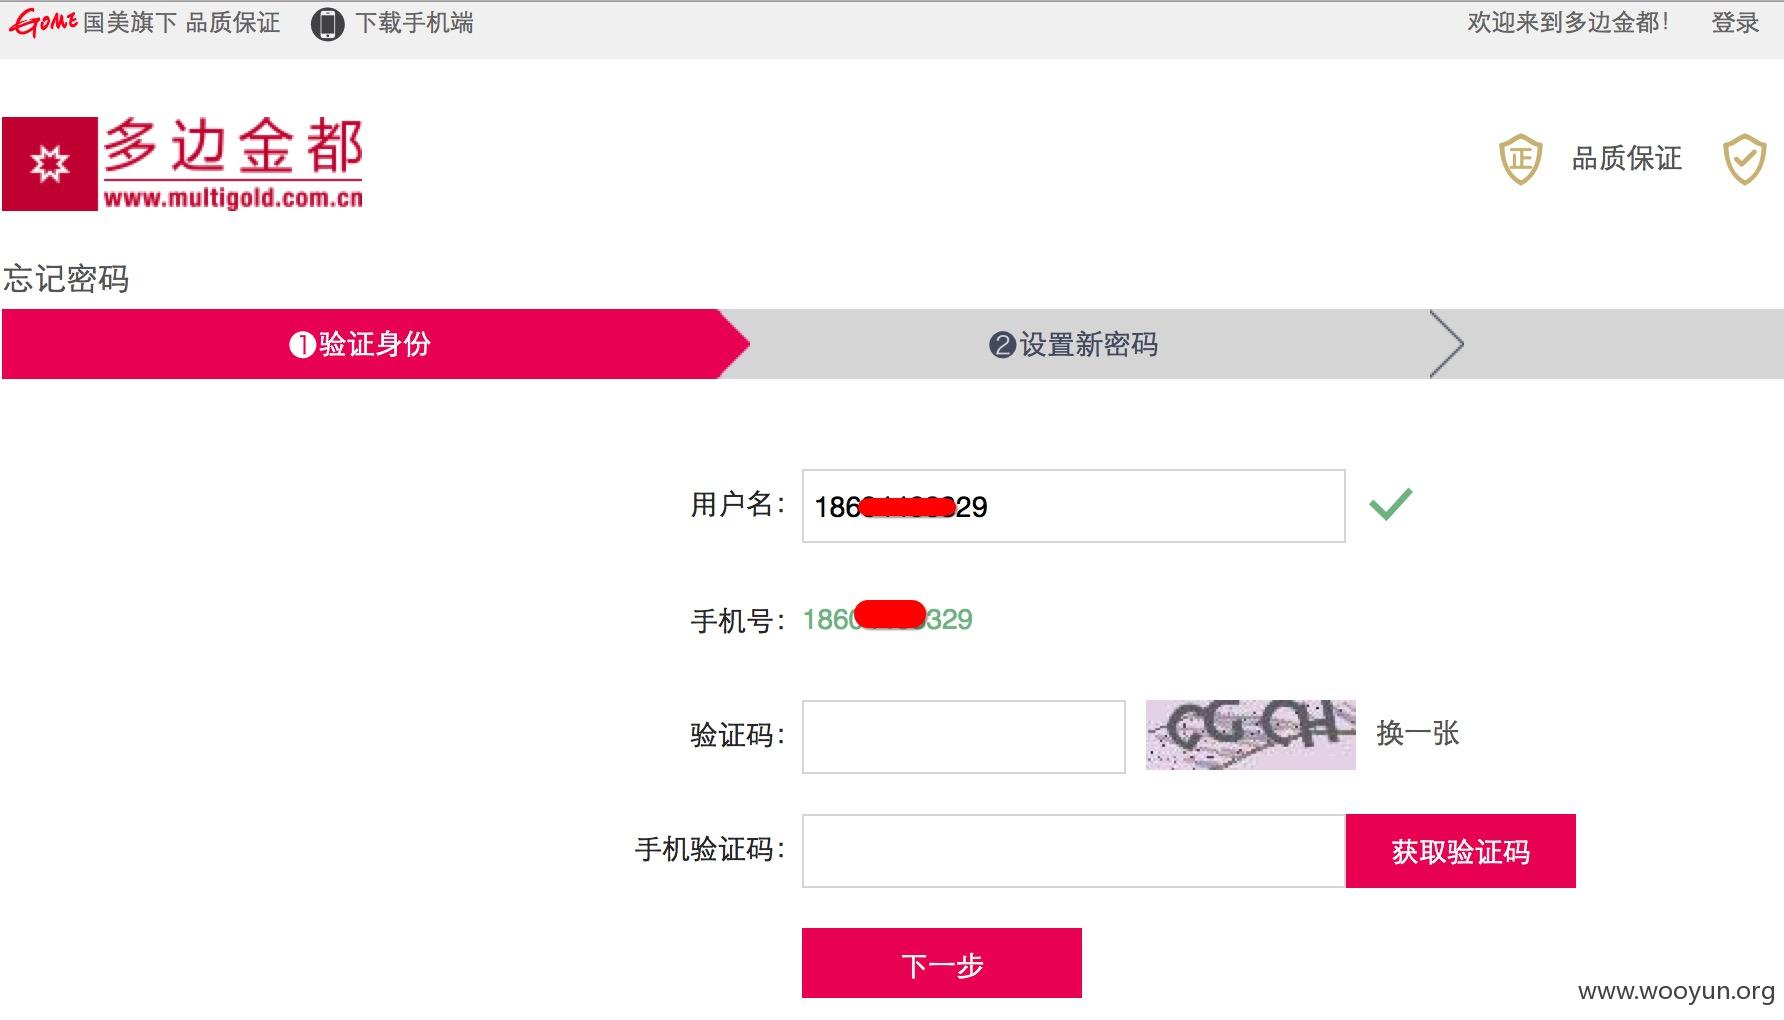 GOME 国美旗下 品质保证 下载手机端 欢迎来到多边金都! 登录
多边金都
www.multigold.com.cn
正 品质保证
忘记密码
1验证身份 2设置新密码
用户名: 186 29
手机号: 186 329
验证码: CGCH 换一张
手机验证码: 获取验证码
下一步
www.wooyun.org